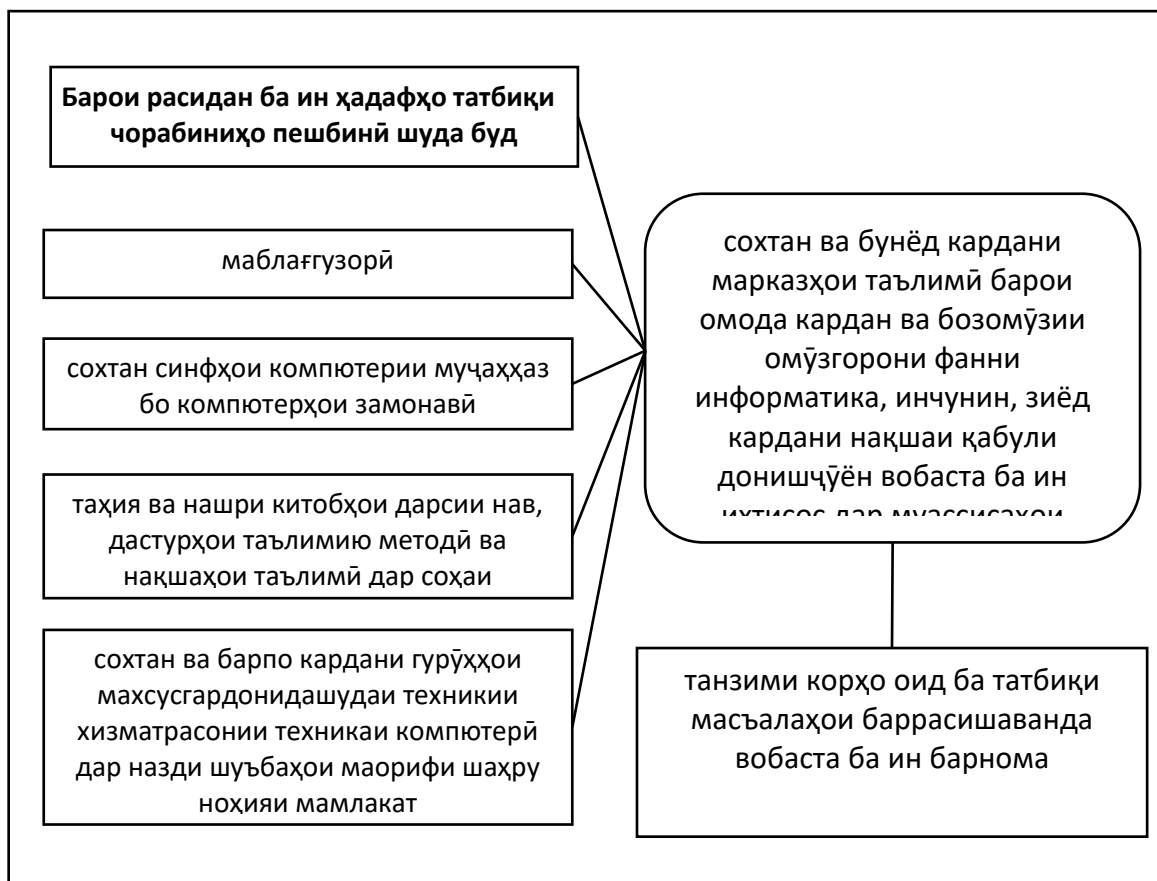 Барои расидан ба ин ҳадафҳо татбиқи
чорабиниҳо пешбинӣ шуда буд
маблағгузорӣ
сохтан синфҳои компютерии муҷаҳҳаз
бо компютерҳои замонавӣ
таҳия ва нашри китобҳои дарсии нав,
дастурҳои таълимию методӣ ва
нақшаҳои таълимӣ дар соҳаи
сохтан ва барпо кардани гурӯҳҳои
махсусгардонидашудаи техникии
хизматрасонии техникаи компютерӣ
дар назди шуъбаҳои маорифи шаҳру
ноҳияи мамлакат
сохтан ва бунёд кардани
марказҳои таълимӣ барои
омода кардан ва бозомӯзии
омӯзгорони фанни
информатика, инчунин, зиёд
кардани нақшаи қабули
донишҷӯён вобаста ба ин
ихтисос дар муассисаҳои
танзими корҳо оид ба татбиқи
масъалаҳои баррасишаванда
вобаста ба ин барнома